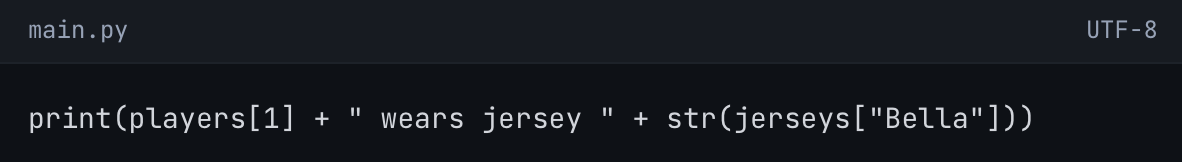 main.py
UTF-8
print(players[1] + " wears jersey " + str(jerseys["Bella"]))